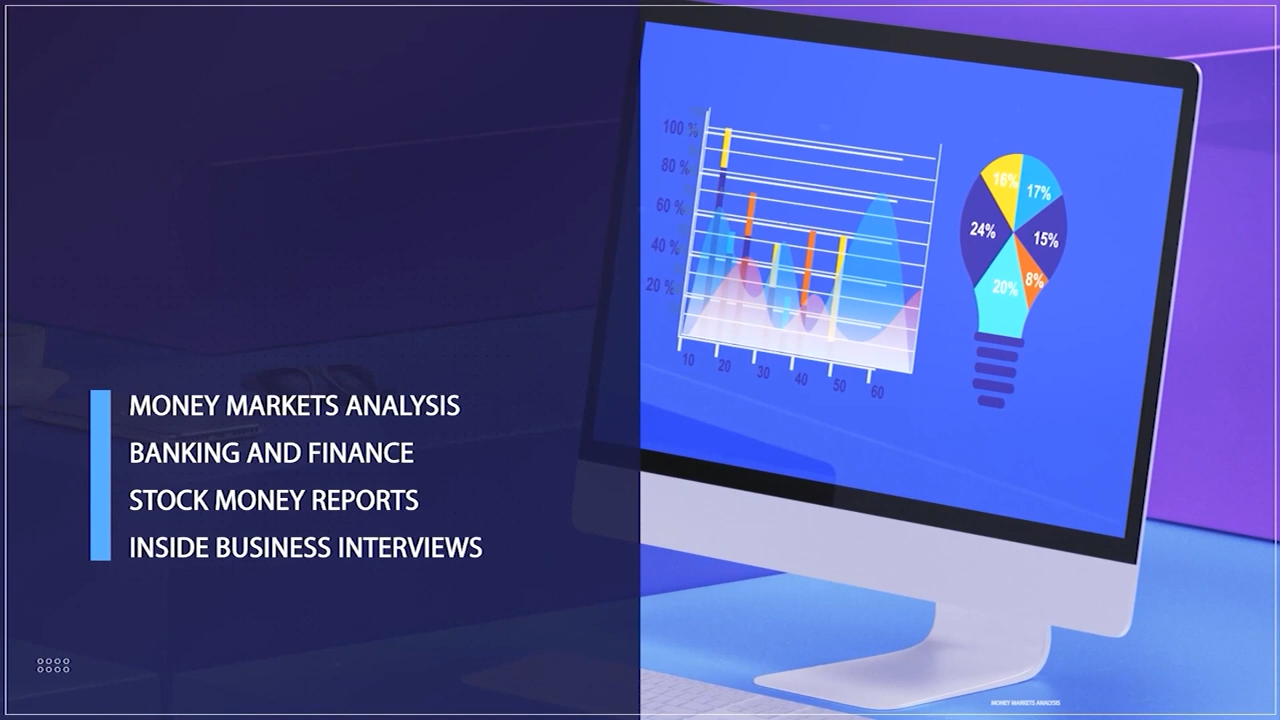 MONEY MARKETS ANALYSIS
BANKING AND FINANCE
STOCK MONEY REPORTS
INSIDE BUSINESS INTERVIEWS
100 %
80 %
60 %
40 %
20 %
10 20 30 40 50 60
16% 17%
24% 15%
20% 8%
MONEY MARKETS ANALYSIS